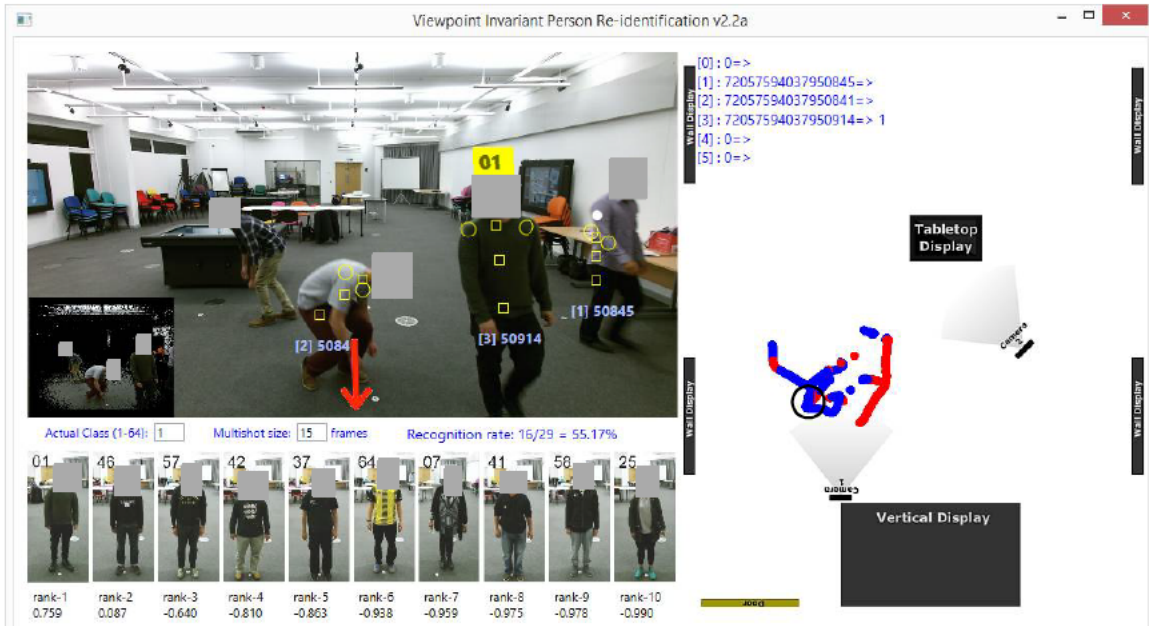 Viewpoint Invariant Person Re-identification v2.2a
[0] : 0=>
[1] : 72057594037950845=>
[2] : 72057594037950841=>
[3] : 72057594037950914=> 1
[4] : 0=>
[5] : 0=>
Wall Display
Wall Display
01
Tabletop
Display
[1] 50845
[2] 5084
[3] 50914
Camera
2
Wall Display
Wall Display
Actual Class (1-64): 1 Multishot size: 15 frames Recognition rate: 16/29 = 55.17%
01 46 57 42 37 64 07 41 58 25
Camera
1
Vertical Display
rank-1 rank-2 rank-3 rank-4 rank-5 rank-6 rank-7 rank-8 rank-9 rank-10
0.759 0.087 -0.640 -0.810 -0.863 -0.938 -0.959 -0.975 -0.978 -0.990
Door